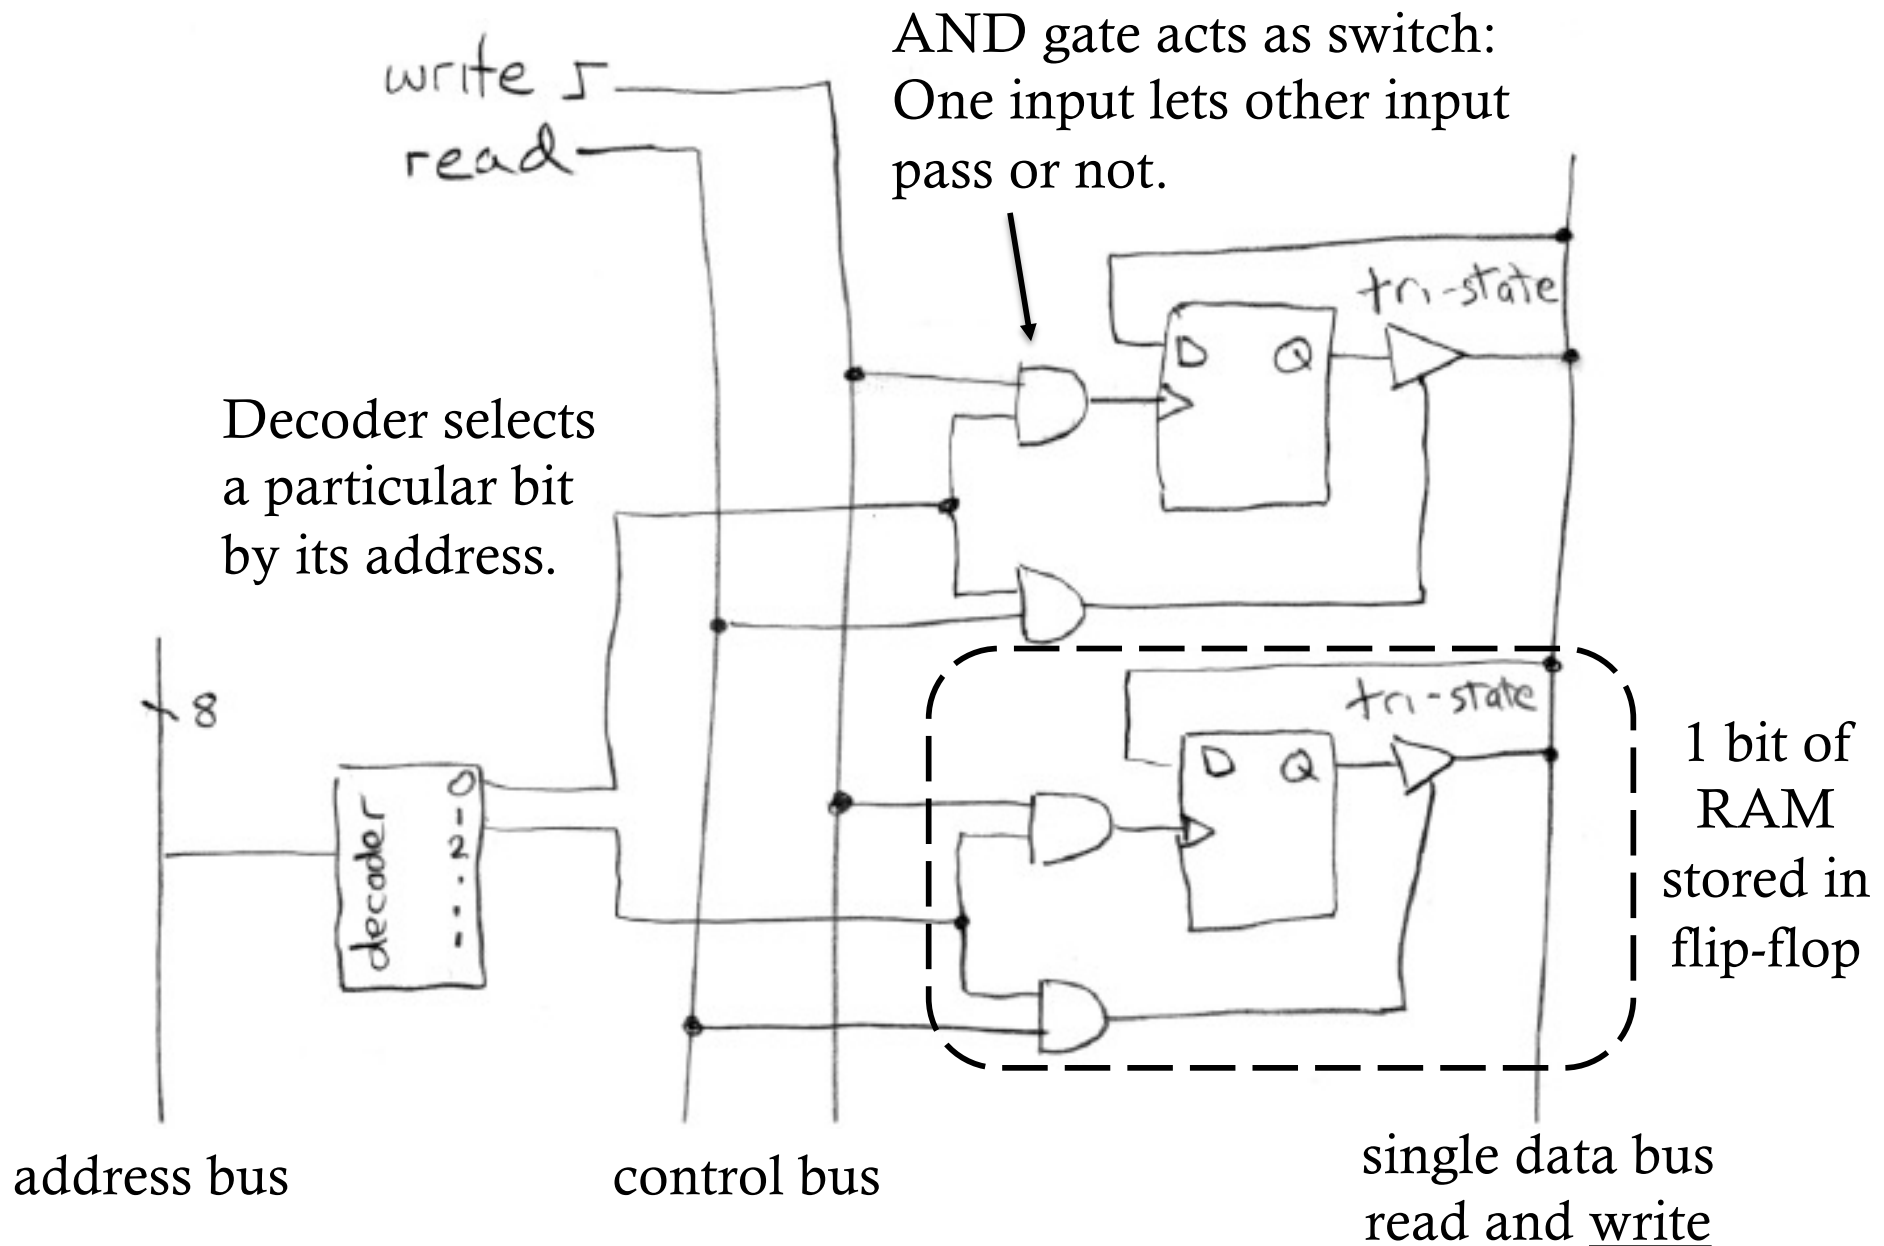 AND gate acts as switch:
One input lets other input
pass or not.
write
read
tri-state
D Q
Decoder selects
a particular bit
by its address.
8
tri-state
D Q
1 bit of
RAM
stored in
flip-flop
decoder
0
1
2
address bus
control bus
single data bus
read and write